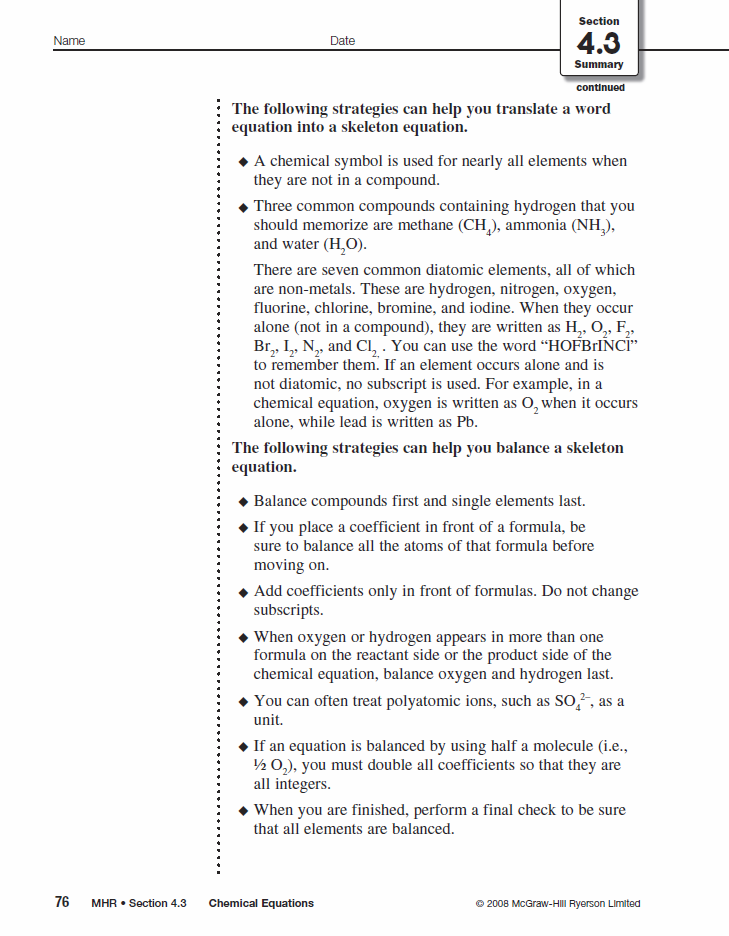 Name Date
Section
4.3
Summary
continued
The following strategies can help you translate a word
equation into a skeleton equation.
◆ A chemical symbol is used for nearly all elements when
they are not in a compound.
◆ Three common compounds containing hydrogen that you
should memorize are methane (CH₄), ammonia (NH₃),
and water (H₂O).
There are seven common diatomic elements, all of which
are non-metals. These are hydrogen, nitrogen, oxygen,
fluorine, chlorine, bromine, and iodine. When they occur
alone (not in a compound), they are written as H₂, O₂, F₂,
Br₂, I₂, N₂, and Cl₂, . You can use the word “HOFBrINCl”
to remember them. If an element occurs alone and is
not diatomic, no subscript is used. For example, in a
chemical equation, oxygen is written as O₂ when it occurs
alone, while lead is written as Pb.
The following strategies can help you balance a skeleton
equation.
◆ Balance compounds first and single elements last.
◆ If you place a coefficient in front of a formula, be
sure to balance all the atoms of that formula before
moving on.
◆ Add coefficients only in front of formulas. Do not change
subscripts.
◆ When oxygen or hydrogen appears in more than one
formula on the reactant side or the product side of the
chemical equation, balance oxygen and hydrogen last.
◆ You can often treat polyatomic ions, such as SO₄²⁻, as a
unit.
◆ If an equation is balanced by using half a molecule (i.e.,
½ O₂), you must double all coefficients so that they are
all integers.
◆ When you are finished, perform a final check to be sure
that all elements are balanced.
76 MHR • Section 4.3 Chemical Equations © 2008 McGraw-Hill Ryerson Limited